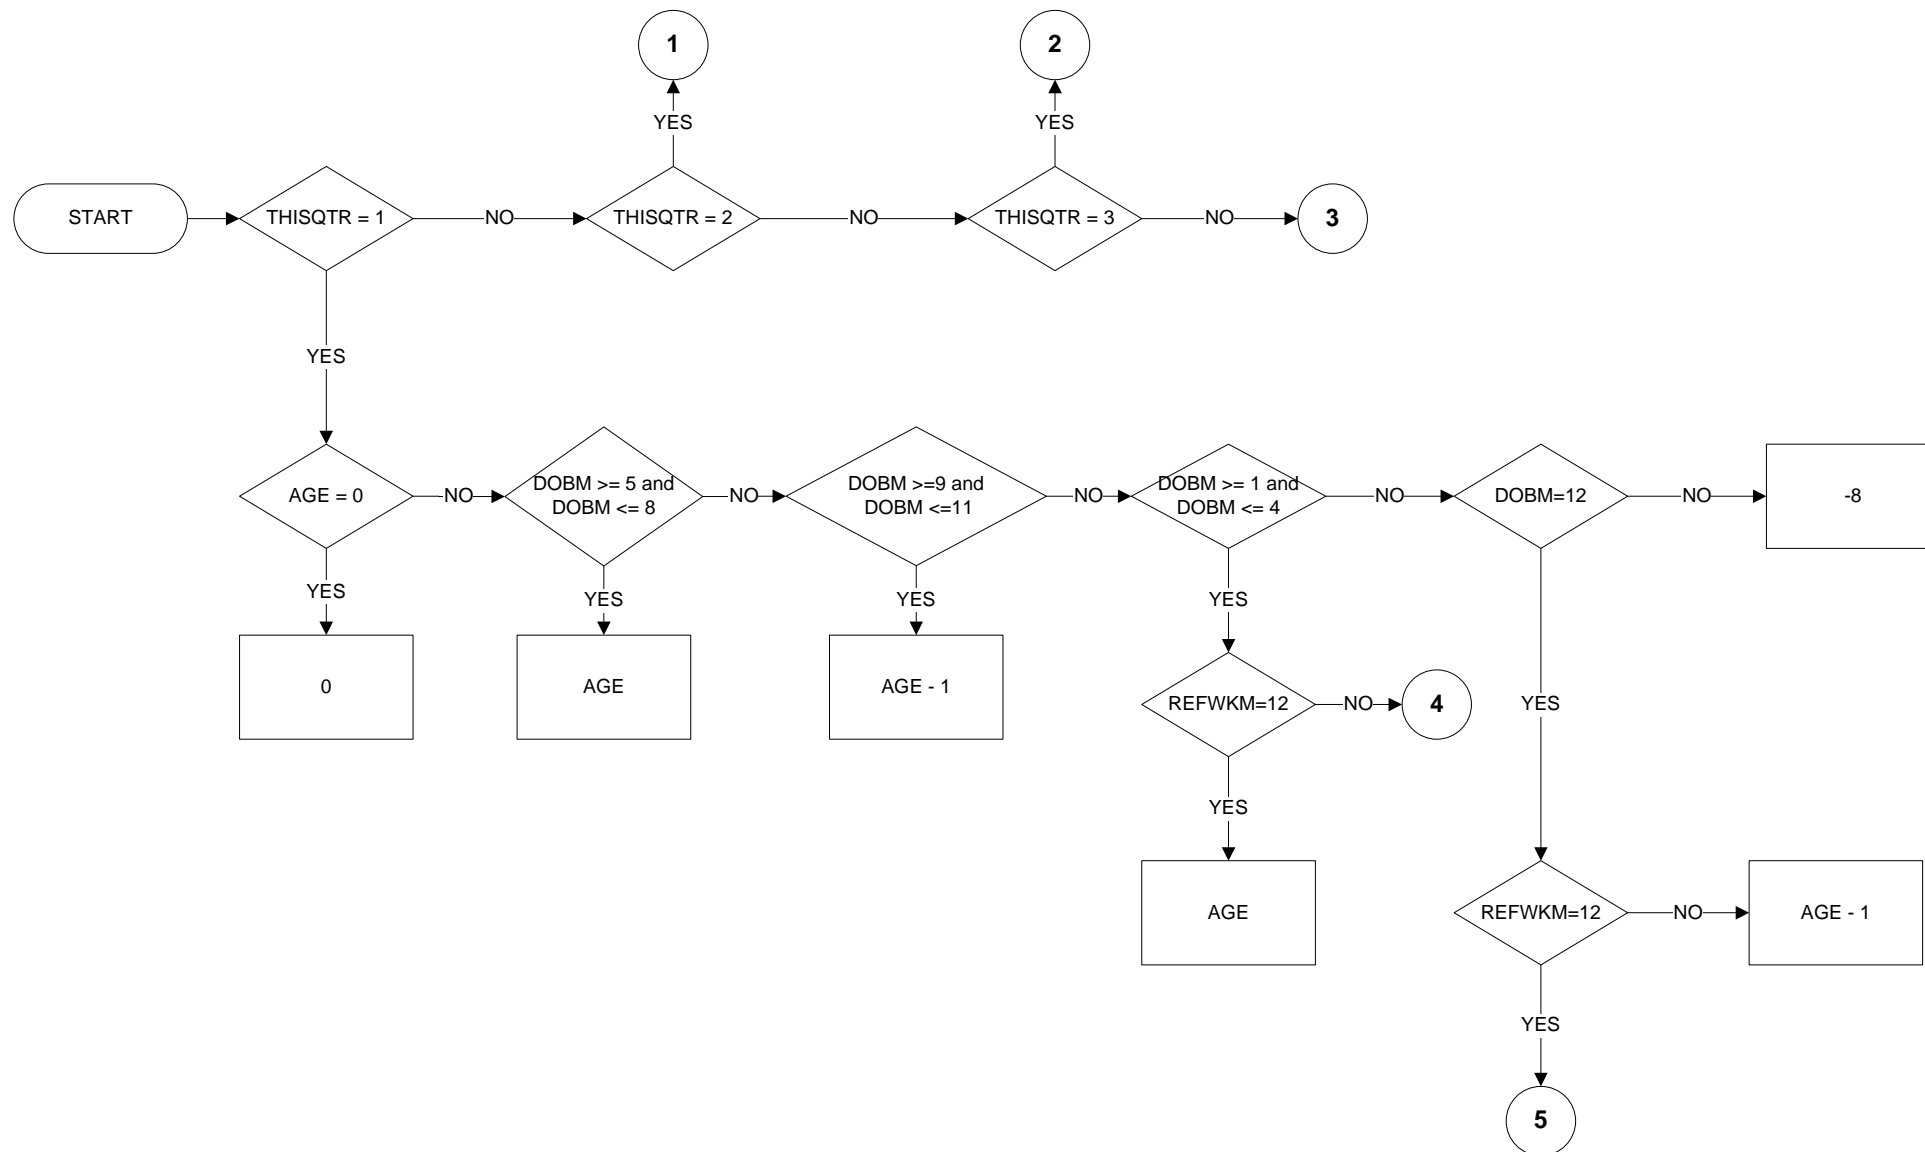 1
2
YES
YES
START
THISQTR = 1
NO
THISQTR = 2
NO
THISQTR = 3
NO
3
YES
AGE = 0
NO
DOBM >= 5 and
DOBM <= 8
NO
DOBM >=9 and
DOBM <=11
NO
DOBM >= 1 and
DOBM <= 4
NO
DOBM=12
NO
-8
YES
YES
YES
YES
0
AGE
AGE - 1
REFWKM=12
NO
4
YES
YES
AGE
REFWKM=12
NO
AGE - 1
YES
5